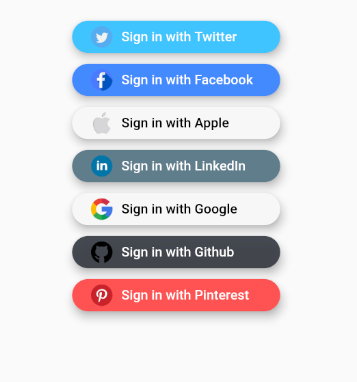 Sign in with Twitter
Sign in with Facebook
Sign in with Apple
in Sign in with LinkedIn
Sign in with Google
Sign in with Github
Sign in with Pinterest